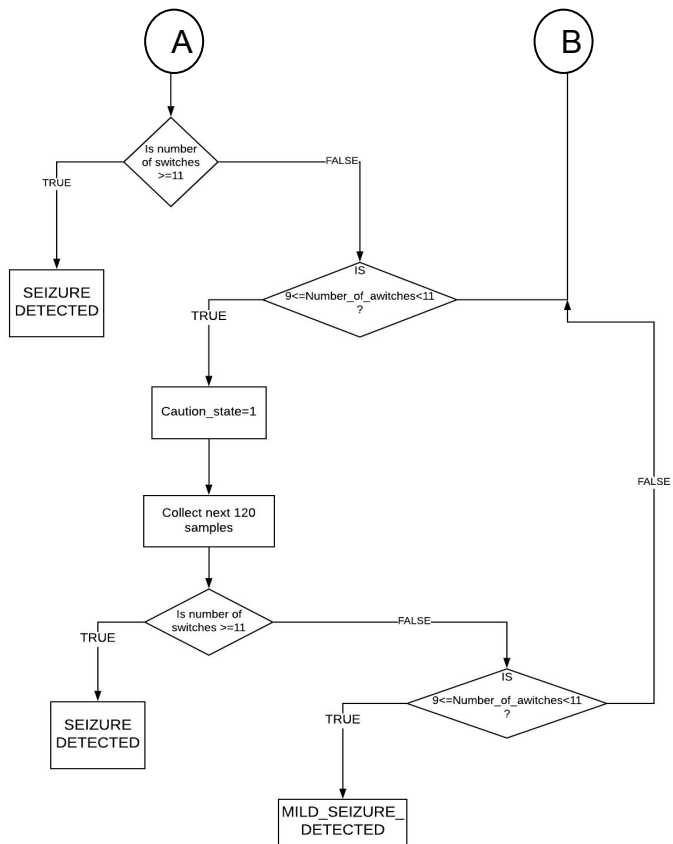 A
B
Is number
of switches
>=11
TRUE
FALSE
SEIZURE
DETECTED
IS
9<=Number_of_awitches<11
?
TRUE
Caution_state=1
Collect next 120
samples
FALSE
Is number of
switches >=11
TRUE
FALSE
IS
9<=Number_of_awitches<11
?
SEIZURE
DETECTED
TRUE
MILD_SEIZURE_
DETECTED